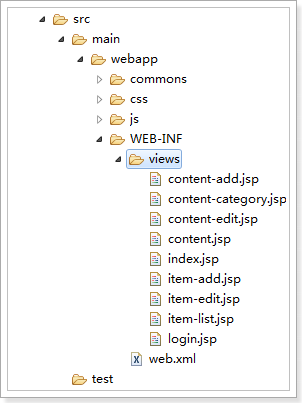 src
main
webapp
commons
css
js
WEB-INF
views
content-add.jsp
content-category.jsp
content-edit.jsp
content.jsp
index.jsp
item-add.jsp
item-edit.jsp
item-list.jsp
login.jsp
web.xml
test